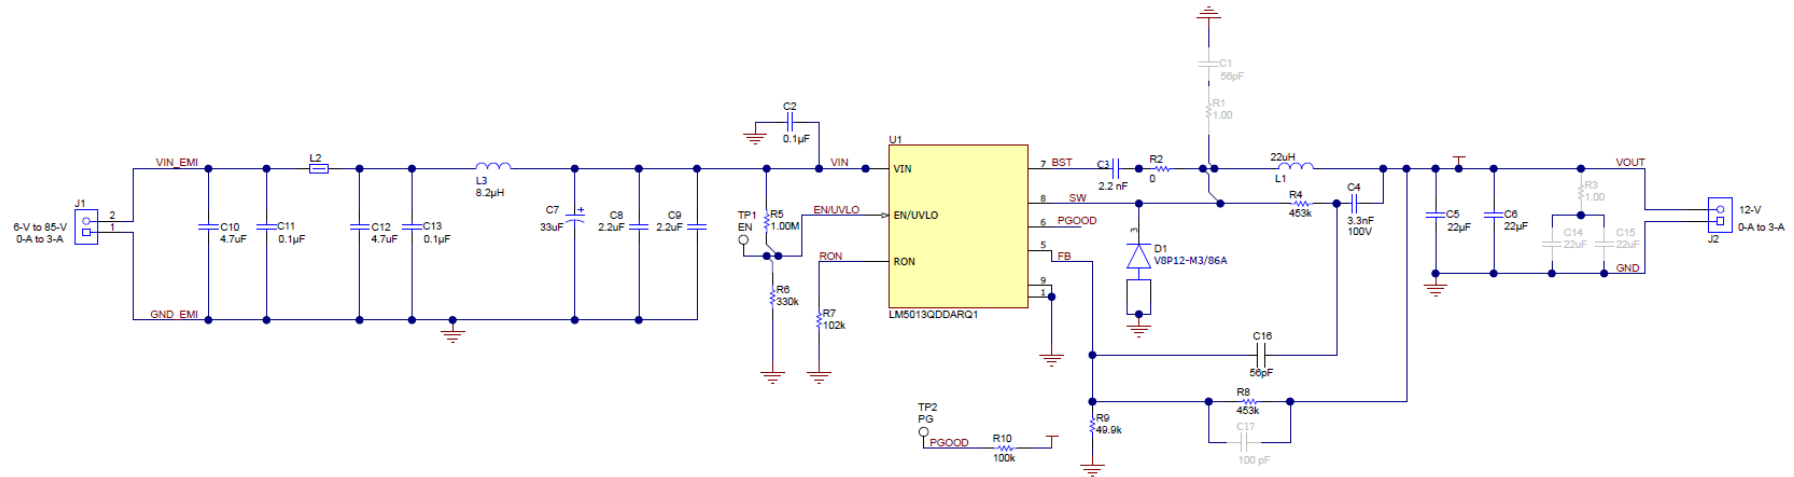 C1
56pF
R1
1.00
C2
0.1µF
U1
VIN_EMI
L2
L3
8.2µH
VIN
VIN
7
BST
C3
2.2 nF
R2
0
22uH
L1
VOUT
J1
2
1
6-V to 85-V
0-A to 3-A
C10
4.7uF
C11
0.1µF
C12
4.7uF
C13
0.1µF
C7
+
33uF
C8
2.2uF
C9
2.2uF
TP1
EN
R5
1.00M
EN/UVLO
EN/UVLO
8
SW
6
PGOOD
5
FB
R4
453k
C4
3.3nF
100V
C5
22µF
C6
22µF
R3
1.00
C14
22uF
C15
22uF
12-V
0-A to 3-A
J2
GND
3
D1
V8P12-M3/86A
RON
RON
9
1
R6
330k
R7
102k
LM5013QDDARQ1
GND_EMI
C16
56pF
R8
453k
C17
100 pF
R9
49.9k
TP2
PG
PGOOD
R10
100k